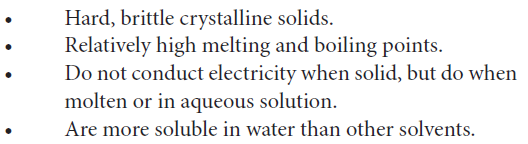 • Hard, brittle crystalline solids.
• Relatively high melting and boiling points.
• Do not conduct electricity when solid, but do when
molten or in aqueous solution.
• Are more soluble in water than other solvents.